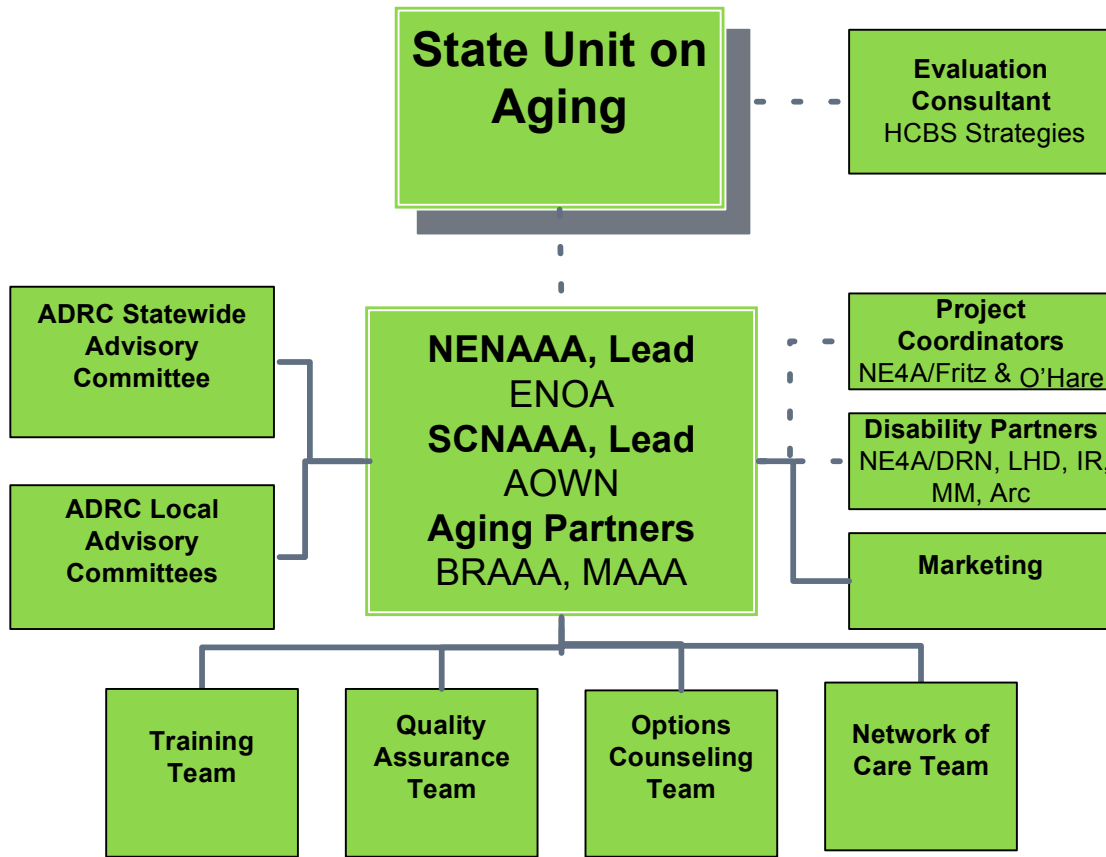 State Unit on
Aging
Evaluation
Consultant
HCBS Strategies
ADRC Statewide
Advisory
Committee
ADRC Local
Advisory
Committees
NENAAA, Lead
ENOA
SCNAAA, Lead
AOWN
Aging Partners
BRAAA, MAAA
Project
Coordinators
NE4A/Fritz & O'Hare
Disability Partners
NE4A/DRN, LHD, IR,
MM, Arc
Marketing
Training
Team
Quality
Assurance
Team
Options
Counseling
Team
Network of
Care Team